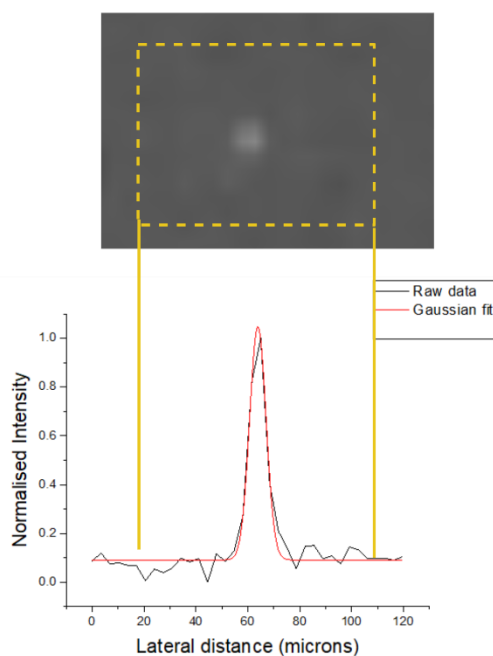 Raw data
Gaussian fit
1.0
0.8
0.6
0.4
0.2
0.0
Normalised Intensity
0 20 40 60 80 100 120
Lateral distance (microns)